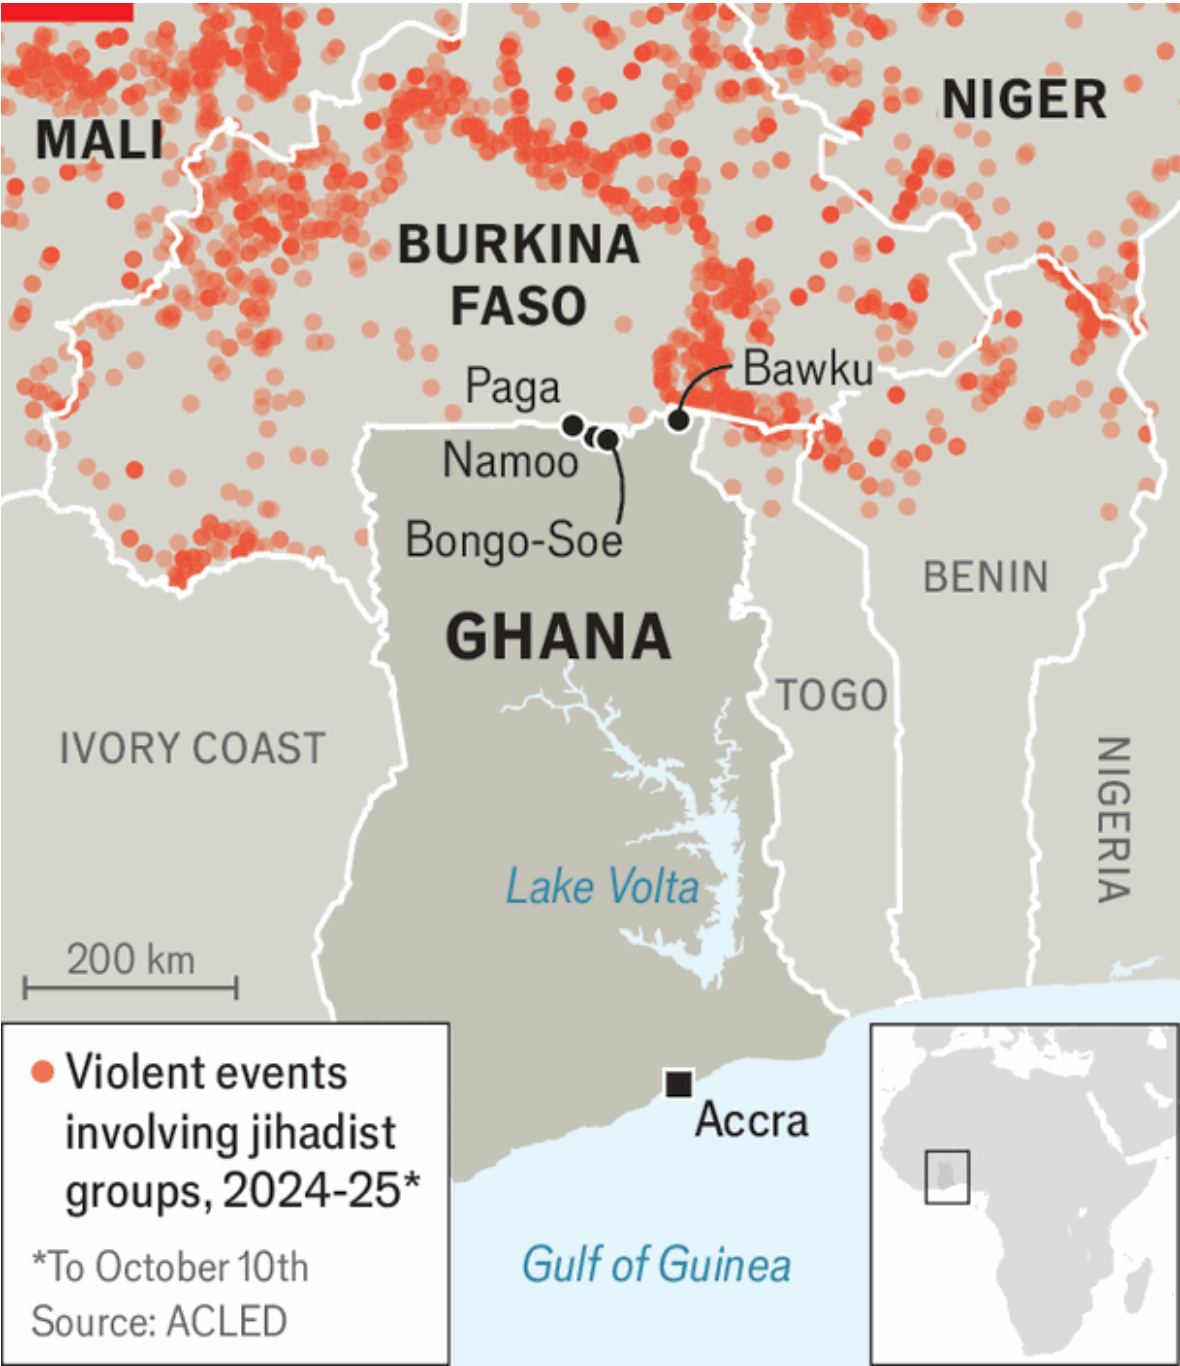 MALI
NIGER
BURKINA
FASO
Paga
Bawku
Namoo
Bongo-Soe
BENIN
GHANA
TOGO
IVORY COAST
NIGERIA
Lake Volta
200 km
Violent events
involving jihadist
groups, 2024-25*
*To October 10th
Source: ACLED
Accra
Gulf of Guinea